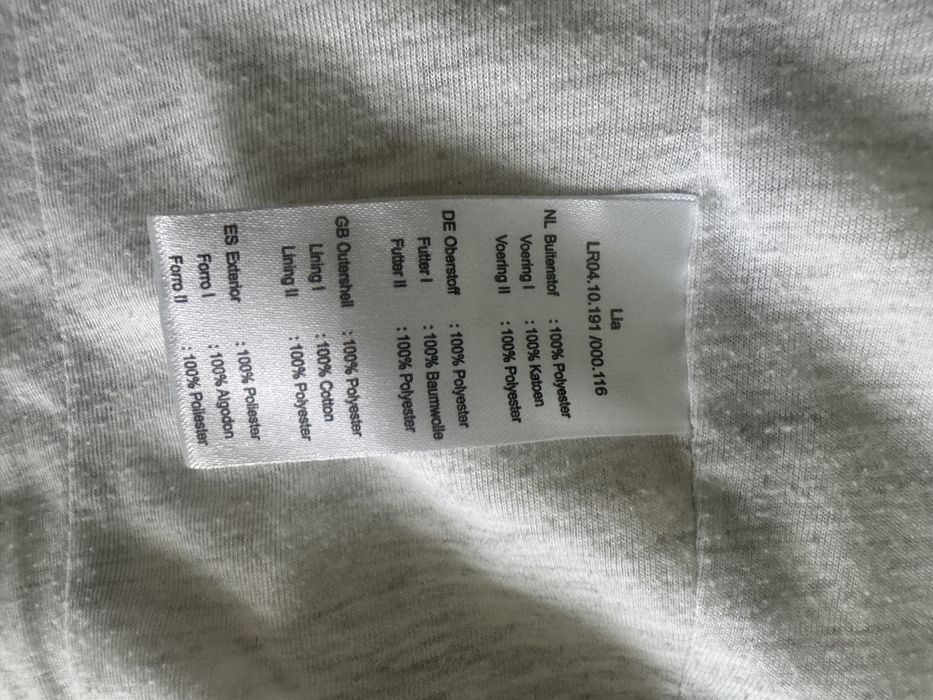 Lia
LR04.10.191 /000.116
NL Buitenstof : 100% Polyester
Voering I : 100% Katoen
Voering II : 100% Polyester
DE Oberstoff : 100% Polyester
Futter I : 100% Baumwolle
Futter II : 100% Polyester
GB Outershell : 100% Polyester
Lining I : 100% Cotton
Lining II : 100% Polyester
ES Exterior : 100% Poliester
Forro I : 100% Algodon
Forro II : 100% Poliester